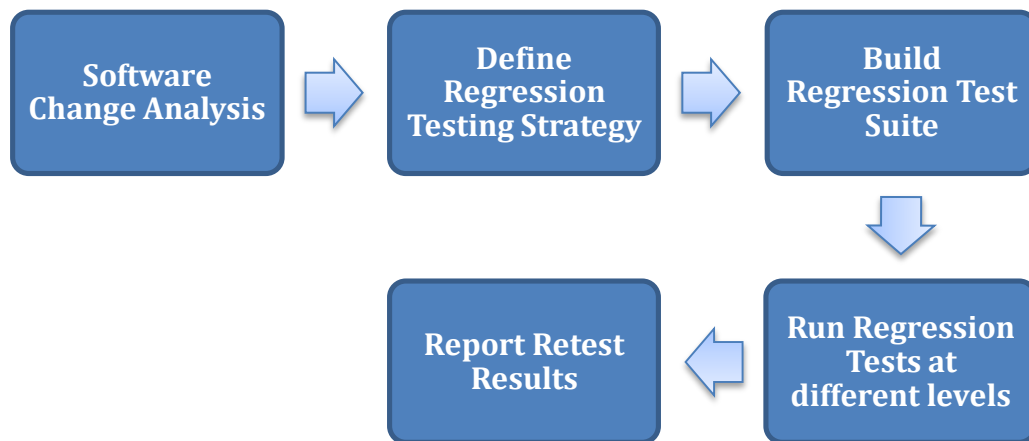 Software
Change Analysis
Define
Regression
Testing Strategy
Build
Regression Test
Suite
Run Regression
Tests at
different levels
Report Retest
Results